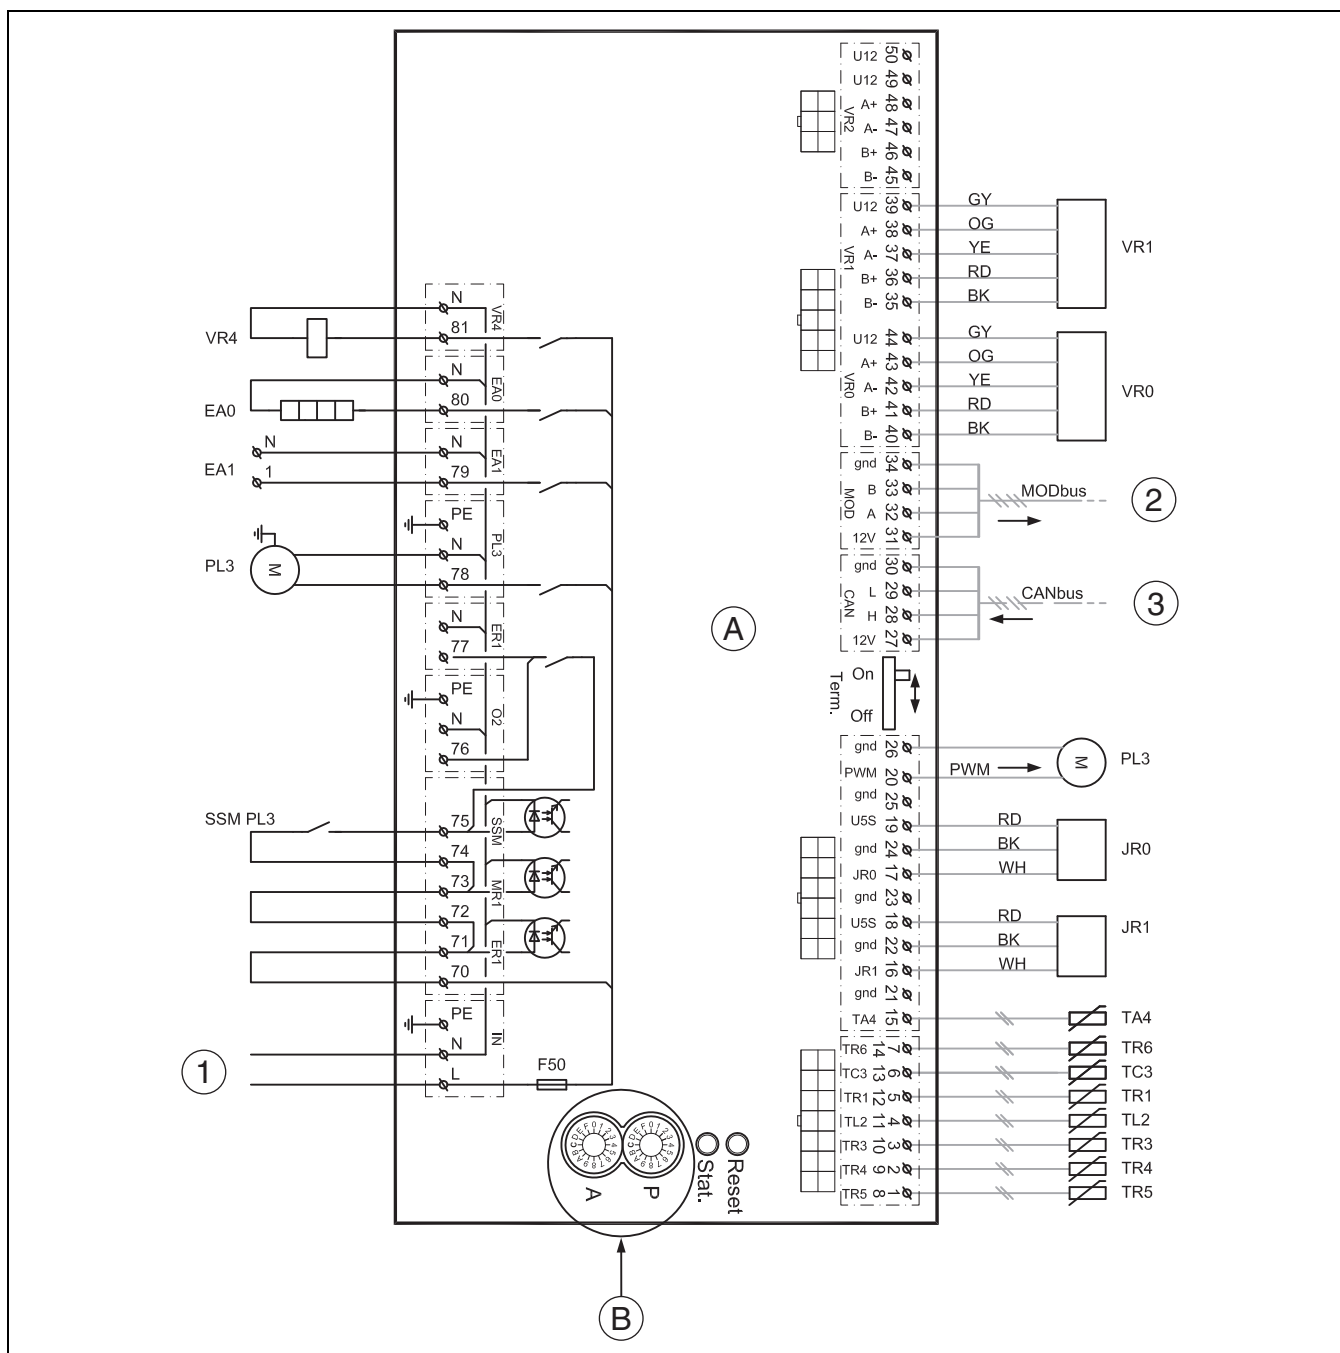 U12 50
U12 49
A+ 48
A- 47
B+ 46
B- 45
VR2
U12 39 GY
A+ 38 OG
A- 37 YE
B+ 36 RD
B- 35 BK
VR1
VR1
U12 44 GY
A+ 43 OG
A- 42 YE
B+ 41 RD
B- 40 BK
VR0
VR0
gnd 34
B 33
A 32
12V 31
MOD
MODbus
2
gnd 30
L 29
H 28
12V 27
CAN
CANbus
3
On
Off
Term.
gnd 26
PWM 20 PWM
M
PL3
gnd 25
U5S 19 RD
gnd 24 BK
JR0 17 WH
JR0
gnd 23
U5S 18 RD
gnd 22 BK
JR1 16 WH
JR1
gnd 21
TA4 15 TA4
TR6 14 7 TR6
TC3 13 6 TC3
TR1 12 5 TR1
TL2 11 4 TL2
TR3 10 3 TR3
TR4 9 2 TR4
TR5 8 1 TR5
VR4
N
81
VR4
EA0
N
80
EA0
EA1
N
1
N
79
EA1
PL3
M
PE
N
78
PL3
N
77
ER1
PE
N
76
O2
SSM PL3
75
74
SSM
73
72
MR1
71
70
ER1
PE
N
L
IN
1
F50
A
0123456789ABCDEF
0123456789ABCDEF
A
P
Stat.
Reset
B